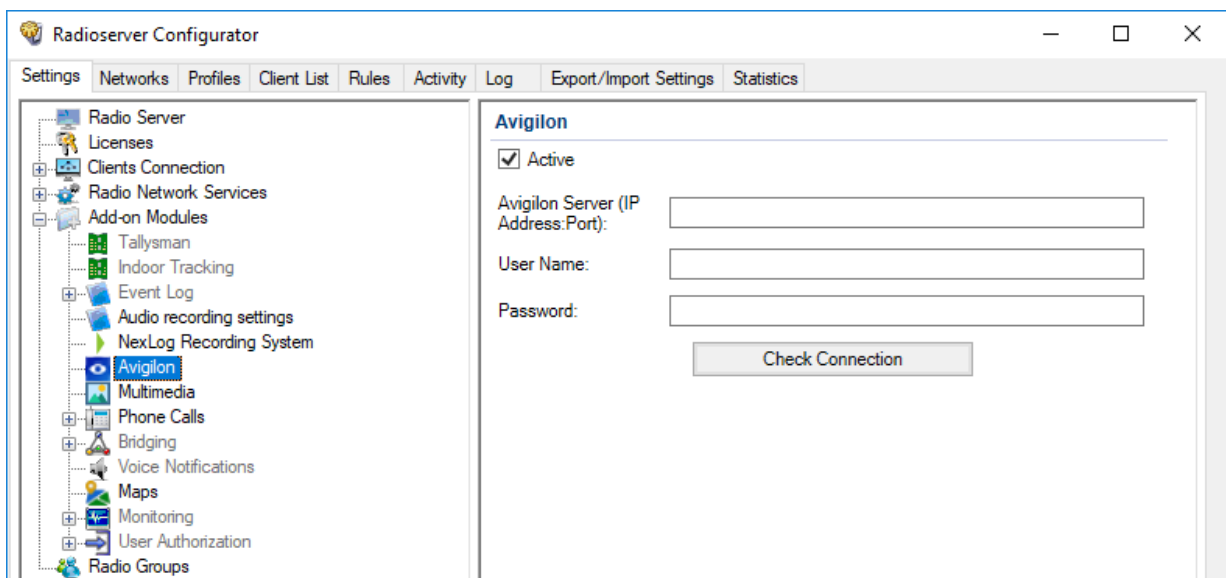 Radioserver Configurator
Settings Networks Profiles Client List Rules Activity Log Export/Import Settings Statistics
Radio Server
Licenses
Clients Connection
Radio Network Services
Add-on Modules
Tallysman
Indoor Tracking
Event Log
Audio recording settings
NexLog Recording System
Avigilon
Multimedia
Phone Calls
Bridging
Voice Notifications
Maps
Monitoring
User Authorization
Radio Groups
Avigilon
Active
Avigilon Server (IP
Address:Port):
User Name:
Password:
Check Connection